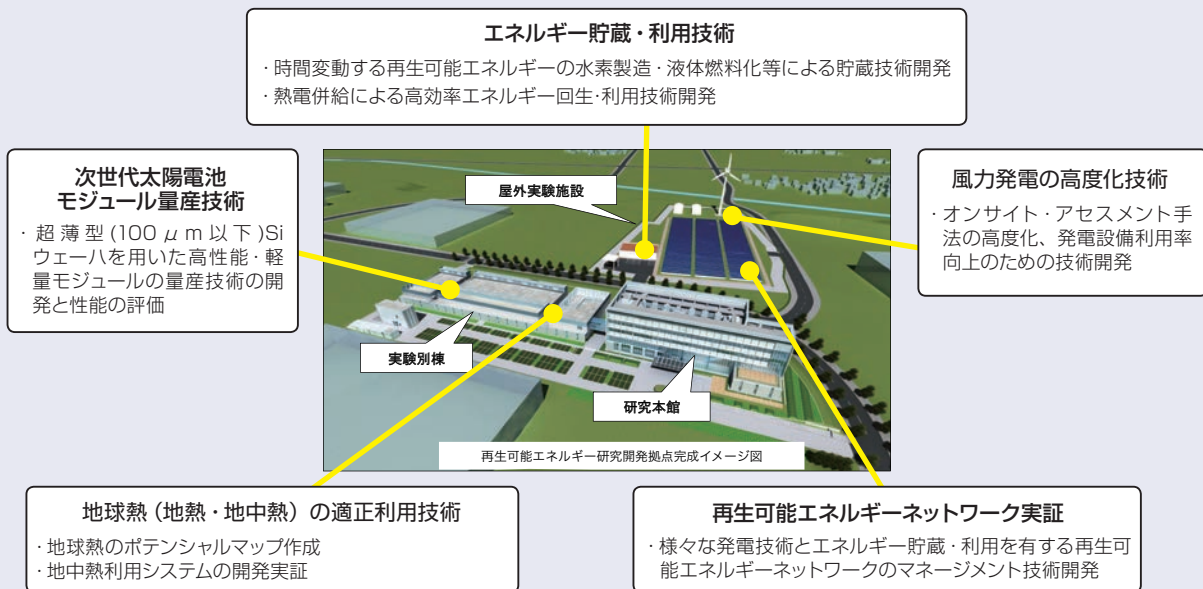 エネルギー貯蔵・利用技術
・時間変動する再生可能エネルギーの水素製造・液体燃料化等による貯蔵技術開発
・熱電併給による高効率エネルギー回生・利用技術開発
次世代太陽電池
モジュール量産技術
・超薄型(100μm以下)Si
ウェーハを用いた高性能・軽
量モジュールの量産技術の開
発と性能の評価
風力発電の高度化技術
・オンサイト・アセスメント手
法の高度化、発電設備利用率
向上のための技術開発
屋外実験施設
実験別棟
研究本館
再生可能エネルギー研究開発拠点完成イメージ図
地球熱（地熱・地中熱）の適正利用技術
・地球熱のポテンシャルマップ作成
・地中熱利用システムの開発実証
再生可能エネルギーネットワーク実証
・様々な発電技術とエネルギー貯蔵・利用を有する再生可
能エネルギーネットワークのマネージメント技術開発